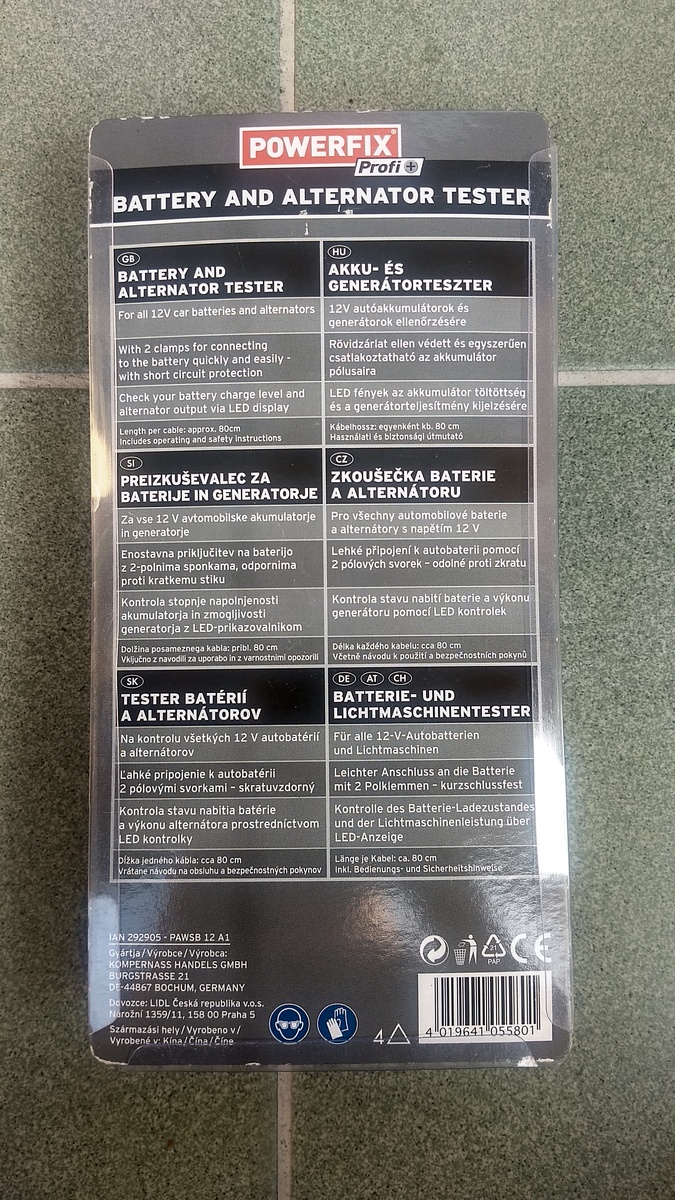 POWERFIX®
Profi+
BATTERY AND ALTERNATOR TESTER
GB
BATTERY AND
ALTERNATOR TESTER
For all 12V car batteries and alternators
With 2 clamps for connecting
to the battery quickly and easily -
with short circuit protection
Check your battery charge level and
alternator output via LED display
Length per cable: approx. 80cm
Includes operating and safety instructions
HU
AKKU- ÉS
GENERÁTORTESZTER
12V autóakkumulátorok és
generátorok ellenőrzésére
Rövidzárlat ellen védett és egyszerűen
csatlakoztatható az akkumulátor
pólusaira
LED fények az akkumulátor töltöttség
és a generátorteljesítmény kijelzésére
Kábelhossz: egyenként kb. 80 cm
Használati és biztonsági útmutató
SI
PREIZKUŠEVALEC ZA
BATERIJE IN GENERATORJE
Za vse 12 V avtomobilske akumulatorje
in generatorje
Enostavna priključitev na baterijo
z 2-polnima sponkama, odpornima
proti kratkemu stiku
Kontrola stopnje napolnjenosti
akumulatorja in zmogljivosti
generatorja z LED-prikazovalnikom
Dolžina posameznega kabla: pribl. 80 cm
Vključno z navodili za uporabo in z varnostnimi opozorili
CZ
ZKOUŠEČKA BATERIE
A ALTERNÁTORU
Pro všechny automobilové baterie
a alternátory s napětím 12 V
Lehké připojení k autobaterii pomocí
2 pólových svorek – odolné proti zkratu
Kontrola stavu nabití baterie a výkonu
generátoru pomocí LED kontrolek
Délka každého kabelu: cca 80 cm
Včetně návodu k použití a bezpečnostních pokynů
SK
TESTER BATÉRIÍ
A ALTERNÁTOROV
Na kontrolu všetkých 12 V autobatérií
a alternátorov
Ľahké pripojenie k autobatérii
2 pólovými svorkami – skratuvzdorný
Kontrola stavu nabitia batérie
a výkonu alternátora prostredníctvom
LED kontrolky
Dĺžka jedného kábla: cca 80 cm
Vrátane návodu na obsluhu a bezpečnostných pokynov
DE AT CH
BATTERIE- UND
LICHTMASCHINENTESTER
Für alle 12-V-Autobatterien
und Lichtmaschinen
Leichter Anschluss an die Batterie
mit 2 Polklemmen – kurzschlussfest
Kontrolle des Batterie-Ladezustandes
und der Lichtmaschinenleistung über
LED-Anzeige
Länge je Kabel: ca. 80 cm
Inkl. Bedienungs- und Sicherheitshinweise
IAN 292905 - PAWSB 12 A1
Gyártja/Výrobce/Výrobca:
KOMPERNASS HANDELS GMBH
BURGSTRASSE 21
DE-44867 BOCHUM, GERMANY
Dovozce: LIDL Česká republika v.o.s.
Nárožní 1359/11, 158 00 Praha 5
Származási hely/Vyrobeno v/
Vyrobené v: Kína/Čína/Čína
21
PAP
CE
4
4 019641 055801